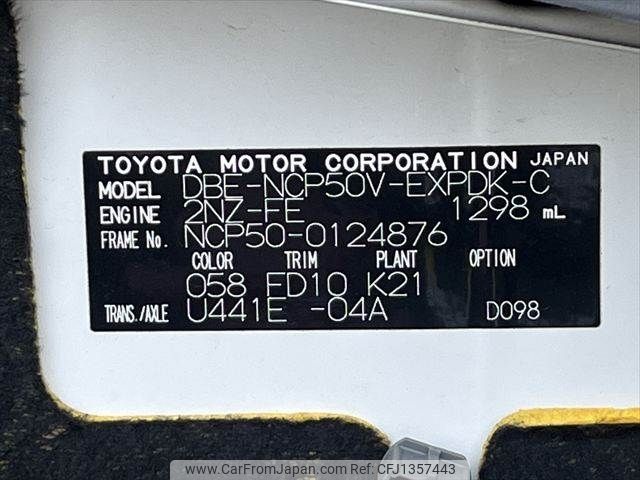 TOYOTA MOTOR CORPORATION JAPAN
MODEL DBE-NCP50V-EXPDK-C
ENGINE 2NZ-FE 1298 mL
FRAME No. NCP50-0124876
COLOR TRIM PLANT OPTION
058 FD10 K21
TRANS./AXLE U441E -04A D098
www.CarFromJapan.com CFJ1357443